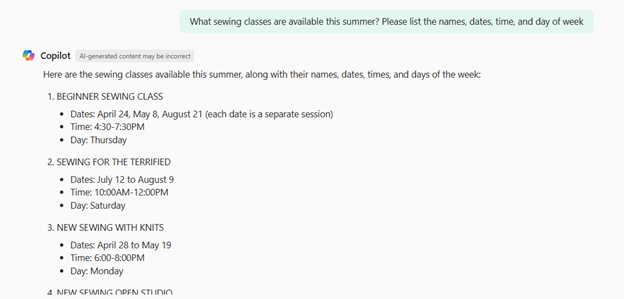 What sewing classes are available this summer? Please list the names, dates, time, and day of week
Copilot AI-generated content may be incorrect
Here are the sewing classes available this summer, along with their names, dates, times, and days of the week:
1. BEGINNER SEWING CLASS
• Dates: April 24, May 8, August 21 (each date is a separate session)
• Time: 4:30-7:30PM
• Day: Thursday
2. SEWING FOR THE TERRIFIED
• Dates: July 12 to August 9
• Time: 10:00AM-12:00PM
• Day: Saturday
3. NEW SEWING WITH KNITS
• Dates: April 28 to May 19
• Time: 6:00-8:00PM
• Day: Monday
4. NEW SEWING OPEN STUDIO